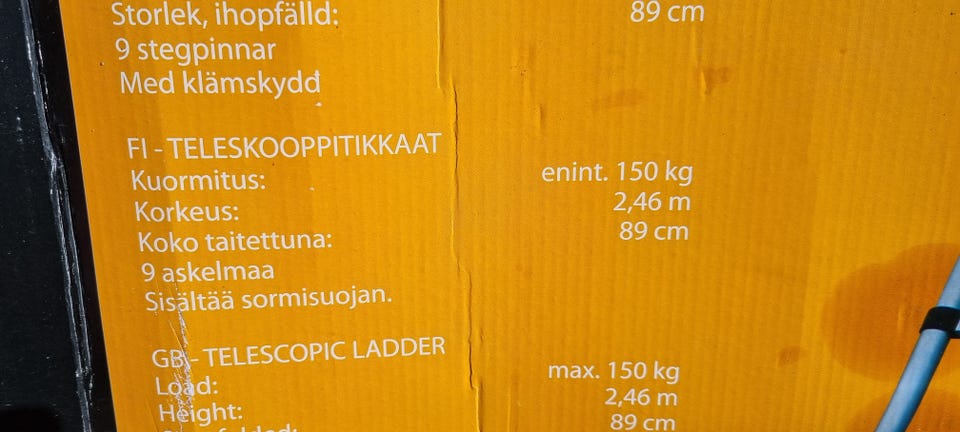 Storlek, ihopfälld: 89 cm
9 stegpinnar
Med klämskydd
FI - TELESKOOPPITIKKAAT
Kuormitus: enint. 150 kg
Korkeus: 2,46 m
Koko taitettuna: 89 cm
9 askelmaa
Sisältää sormisuojan.
GB - TELESCOPIC LADDER
Load: max. 150 kg
Height: 2,46 m
89 cm